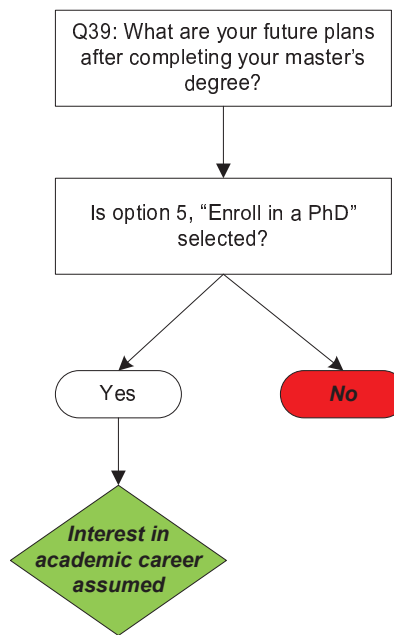 Q39: What are your future plans
after completing your master’s
degree?
Is option 5, “Enroll in a PhD”
selected?
Yes
No
Interest in
academic career
assumed